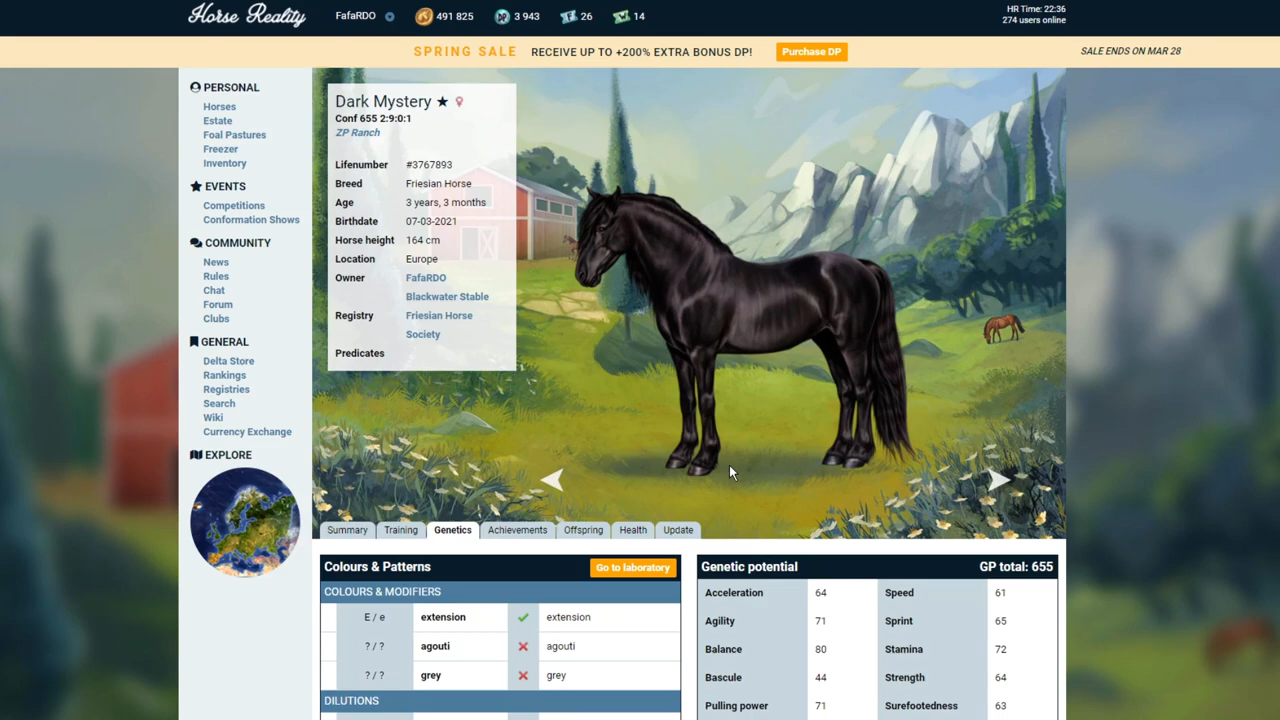 Horse Reality
FafaRDO
491 825
3 943
26
14
HR Time: 22:36
274 users online
SPRING SALE RECEIVE UP TO +200% EXTRA BONUS DP! Purchase DP
SALE ENDS ON MAR 28
PERSONAL
Horses
Estate
Foal Pastures
Freezer
Inventory
EVENTS
Competitions
Conformation Shows
COMMUNITY
News
Rules
Chat
Forum
Clubs
GENERAL
Delta Store
Rankings
Registries
Search
Wiki
Currency Exchange
EXPLORE
Dark Mystery
Conf 655 2:9:0:1
ZP Ranch
Lifenumber #3767893
Breed Friesian Horse
Age 3 years, 3 months
Birthdate 07-03-2021
Horse height 164 cm
Location Europe
Owner FafaRDO
Blackwater Stable
Registry Friesian Horse
Society
Predicates
Summary Training Genetics Achievements Offspring Health Update
Colours & Patterns Go to laboratory
COLOURS & MODIFIERS
E / e extension extension
? / ? agouti agouti
? / ? grey grey
DILUTIONS
Genetic potential GP total: 655
Acceleration 64 Speed 61
Agility 71 Sprint 65
Balance 80 Stamina 72
Bascule 44 Strength 64
Pulling power 71 Surefootedness 63